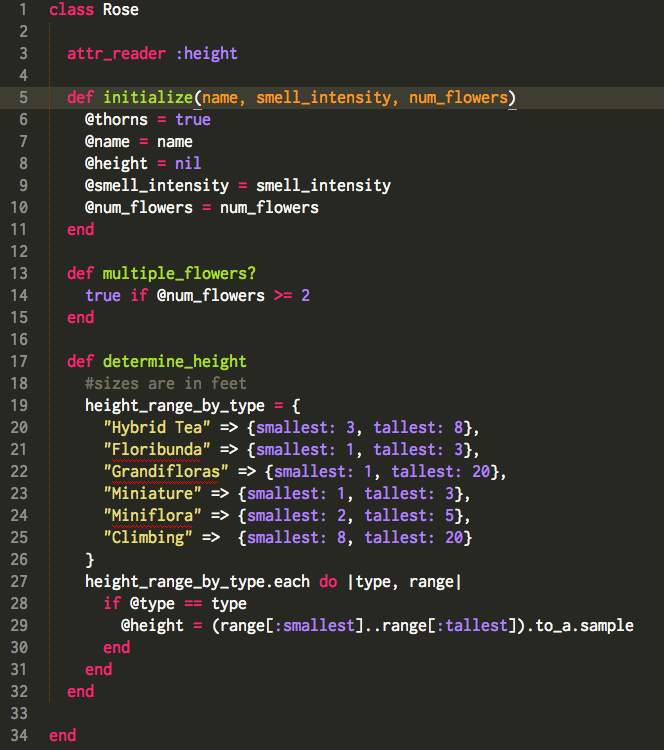 1 class Rose
2
3   attr_reader :height
4
5   def initialize(name, smell_intensity, num_flowers)
6     @thorns = true
7     @name = name
8     @height = nil
9     @smell_intensity = smell_intensity
10     @num_flowers = num_flowers
11   end
12
13   def multiple_flowers?
14     true if @num_flowers >= 2
15   end
16
17   def determine_height
18     #sizes are in feet
19     height_range_by_type = {
20       "Hybrid Tea" => {smallest: 3, tallest: 8},
21       "Floribunda" => {smallest: 1, tallest: 3},
22       "Grandifloras" => {smallest: 1, tallest: 20},
23       "Miniature" => {smallest: 1, tallest: 3},
24       "Miniflora" => {smallest: 2, tallest: 5},
25       "Climbing" =>  {smallest: 8, tallest: 20}
26     }
27     height_range_by_type.each do |type, range|
28       if @type == type
29         @height = (range[:smallest]..range[:tallest]).to_a.sample
30       end
31     end
32   end
33
34 end